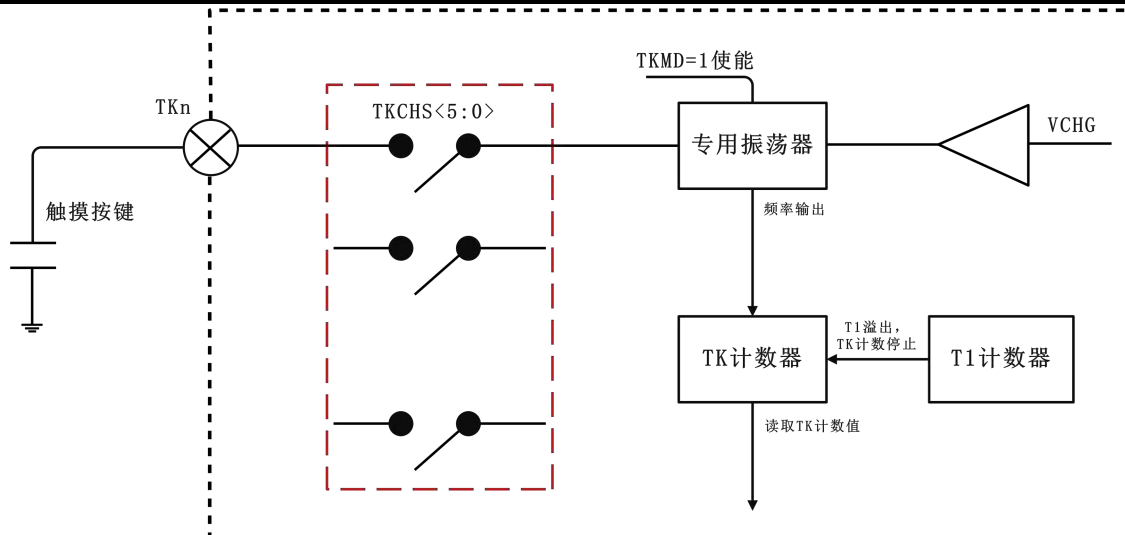 TKMD=1使能
TKn
TKCHS<5:0>
VCHG
专用振荡器
触摸按键
频率输出
T1溢出，
TK计数停止
TK计数器
T1计数器
读取TK计数值